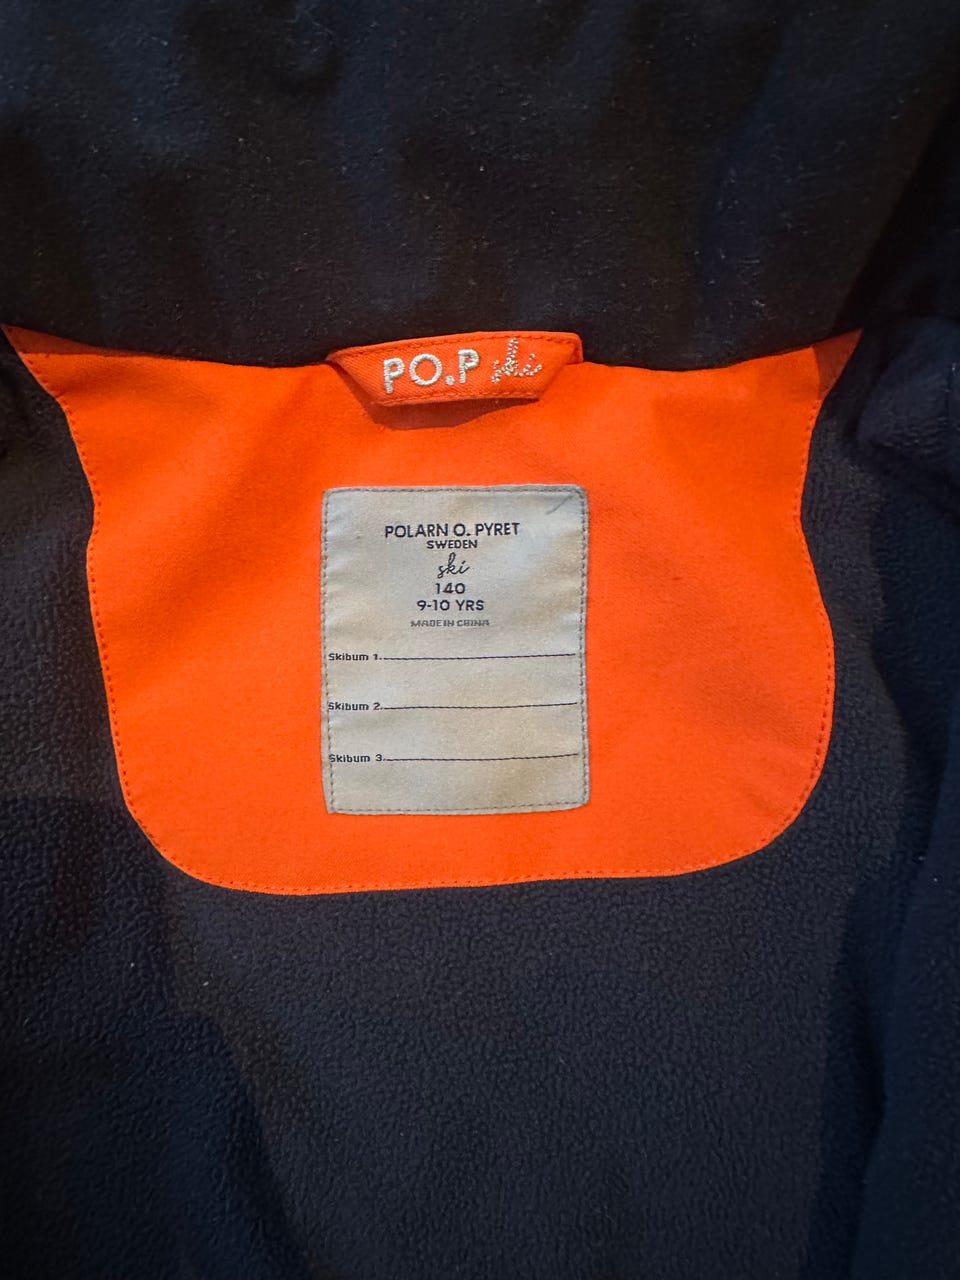 PO.P ski
POLARN O. PYRET
SWEDEN
ski
140
9-10 YRS
MADE IN CHINA
Skibum 1.
Skibum 2.
Skibum 3.